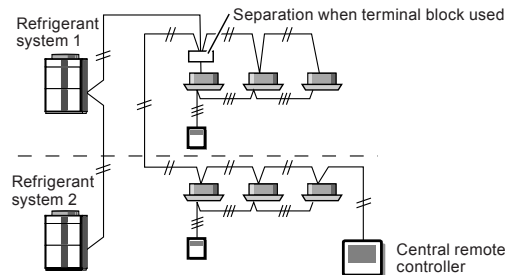 Refrigerant
system 1
Separation when terminal block used
Refrigerant
system 2
Central remote
controller